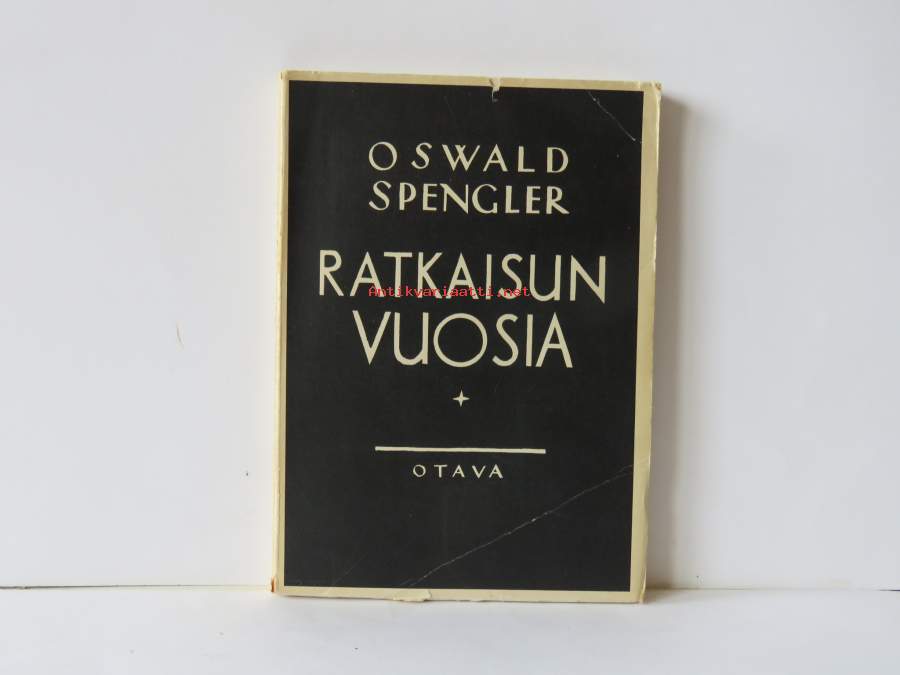 OSWALD
SPENGLER
RATKAISUN
Antikvariaatti.net
VUOSIA
OTAVA